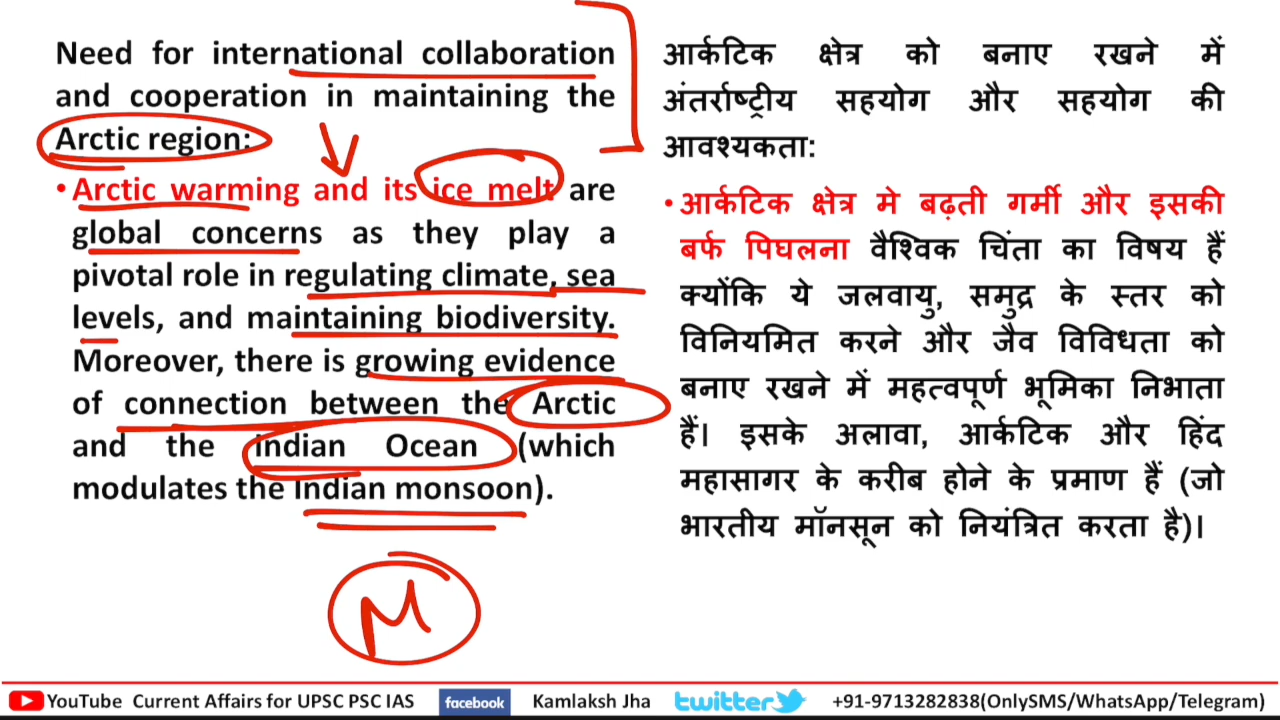 Need for international collaboration
and cooperation in maintaining the
Arctic region:
• Arctic warming and its ice melt are
global concerns as they play a
pivotal role in regulating climate, sea
levels, and maintaining biodiversity.
Moreover, there is growing evidence
of connection between the Arctic
and the Indian Ocean (which
modulates the Indian monsoon).
M
आर्कटिक क्षेत्र को बनाए रखने में
अंतर्राष्ट्रीय सहयोग और सहयोग की
आवश्यकता:
• आर्कटिक क्षेत्र मे बढ़ती गर्मी और इसकी
बर्फ पिघलना वैश्विक चिंता का विषय हैं
क्योंकि ये जलवायु, समुद्र के स्तर को
विनियमित करने और जैव विविधता को
बनाए रखने में महत्वपूर्ण भूमिका निभाता
हैं। इसके अलावा, आर्कटिक और हिंद
महासागर के करीब होने के प्रमाण हैं (जो
भारतीय मॉनसून को नियंत्रित करता है)।
YouTube Current Affairs for UPSC PSC IAS facebook Kamlaksh Jha twitter +91-9713282838(OnlySMS/WhatsApp/Telegram)